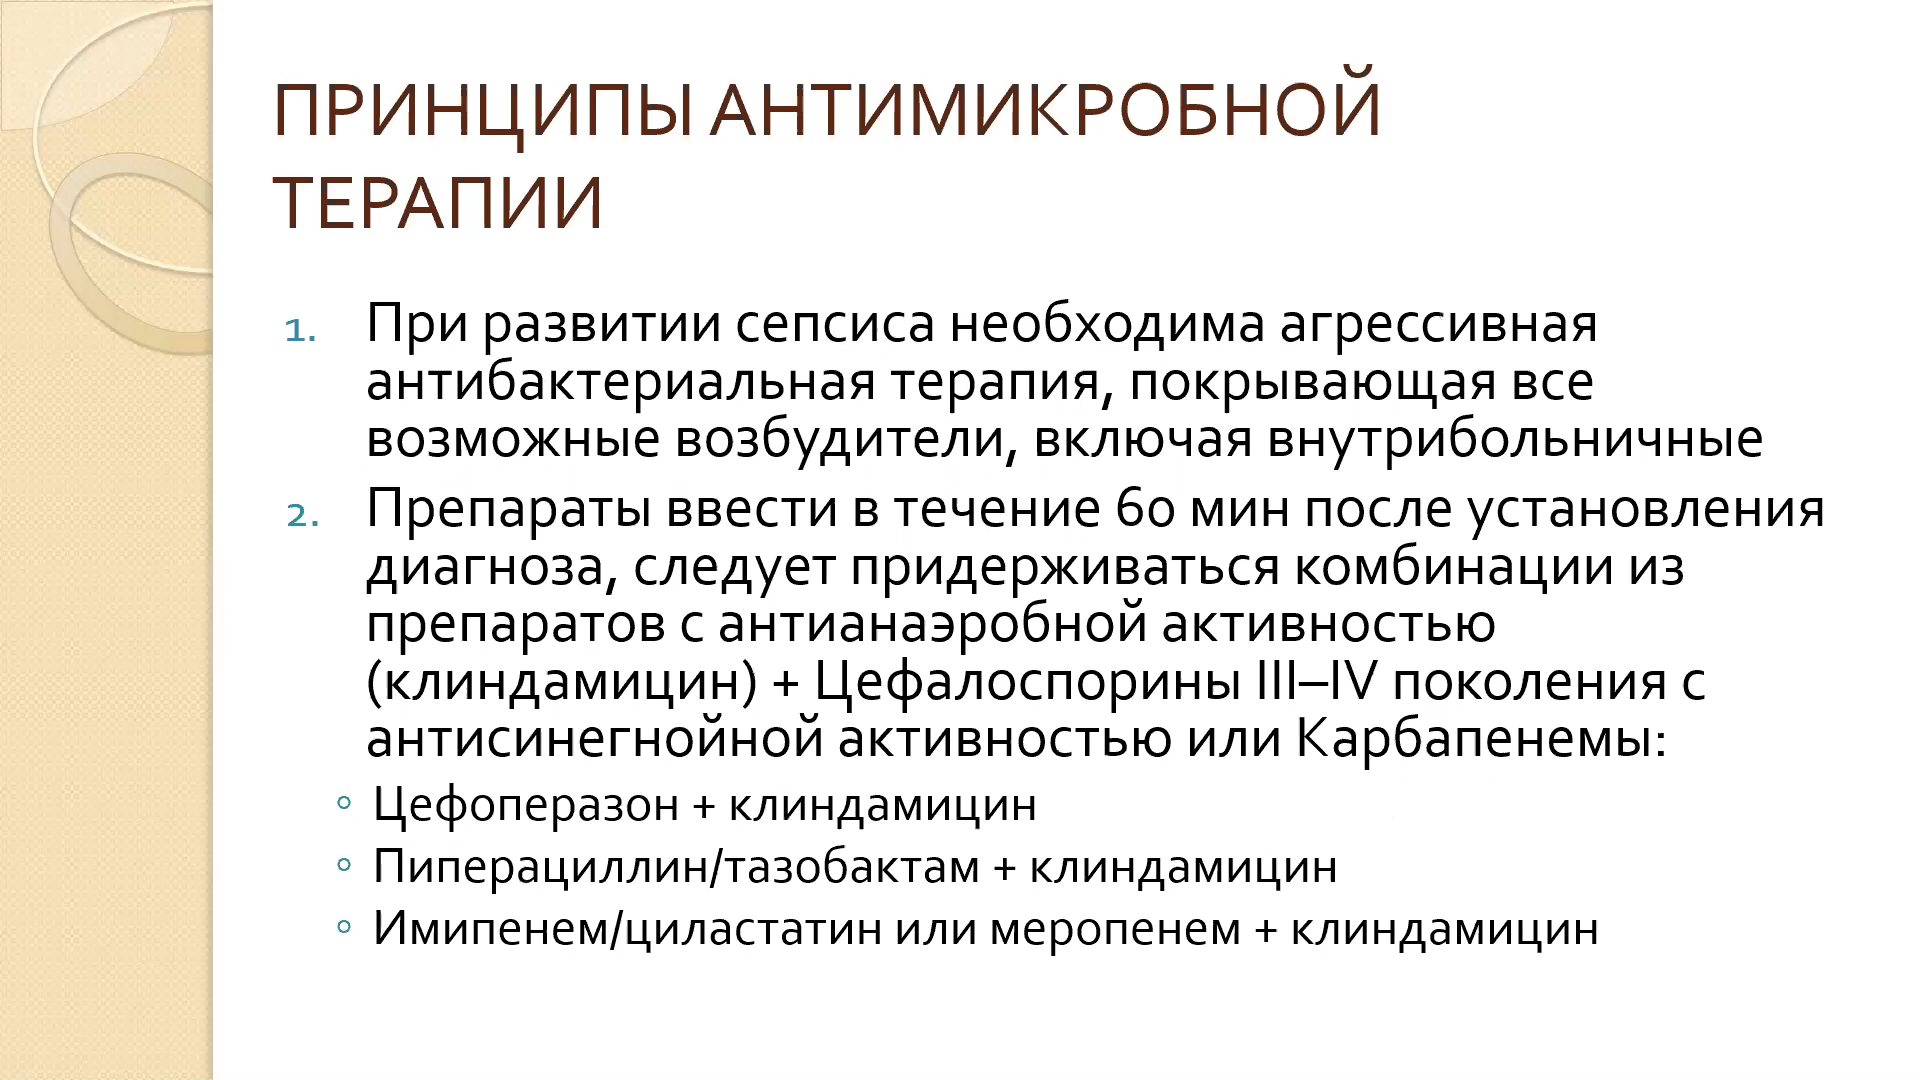 ПРИНЦИПЫ АНТИМИКРОБНОЙ
ТЕРАПИИ
1. При развитии сепсиса необходима агрессивная
антибактериальная терапия, покрывающая все
возможные возбудители, включая внутрибольничные
2. Препараты ввести в течение 60 мин после установления
диагноза, следует придерживаться комбинации из
препаратов с антианаэробной активностью
(клиндамицин) + Цефалоспорины III–IV поколения с
антисинегнойной активностью или Карбапенемы:
◦ Цефоперазон + клиндамицин
◦ Пиперациллин/тазобактам + клиндамицин
◦ Имипенем/циластатин или меропенем + клиндамицин